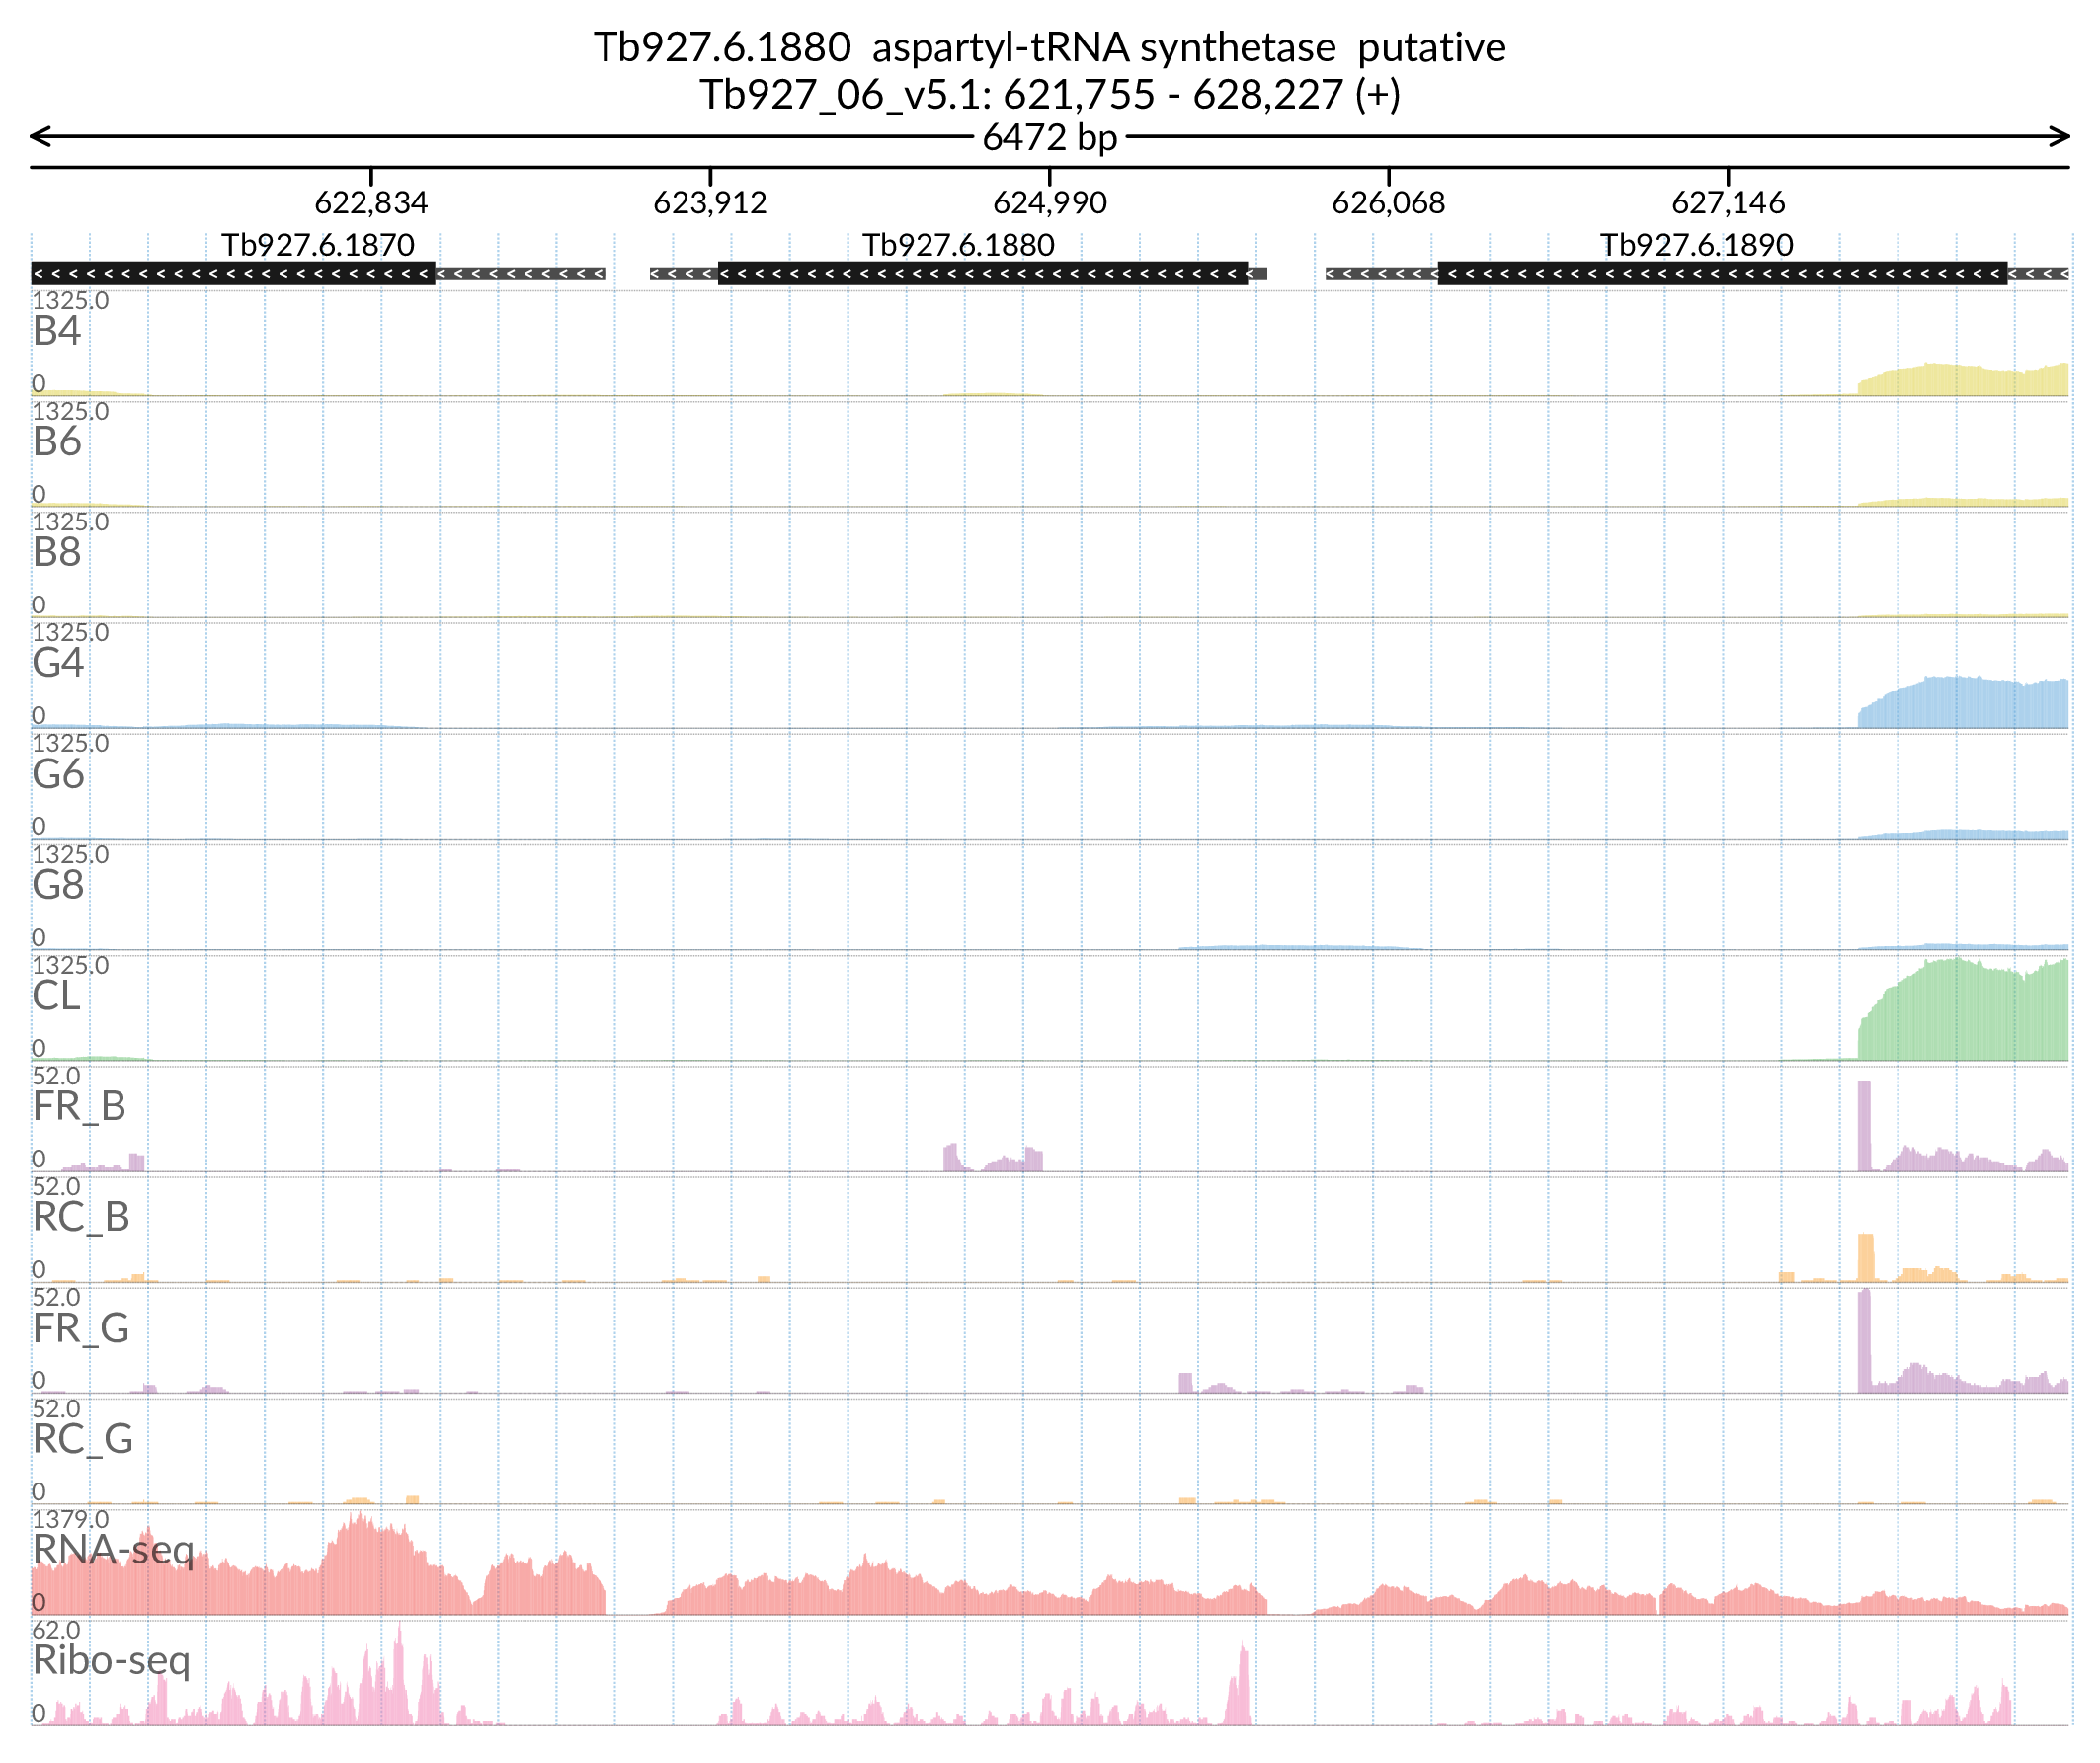 Tb927.6.1880 aspartyl-tRNA synthetase putative
Tb927_06_v5.1: 621,755 - 628,227 (+)
6472 bp
622,834 623,912 624,990 626,068 627,146
Tb927.6.1870 Tb927.6.1880 Tb927.6.1890
1325.0
B4
0
1325.0
B6
0
1325.0
B8
0
1325.0
G4
0
1325.0
G6
0
1325.0
G8
0
1325.0
CL
0
52.0
FR_B
0
52.0
RC_B
0
52.0
FR_G
0
52.0
RC_G
0
1379.0
RNA-seq
0
62.0
Ribo-seq
0